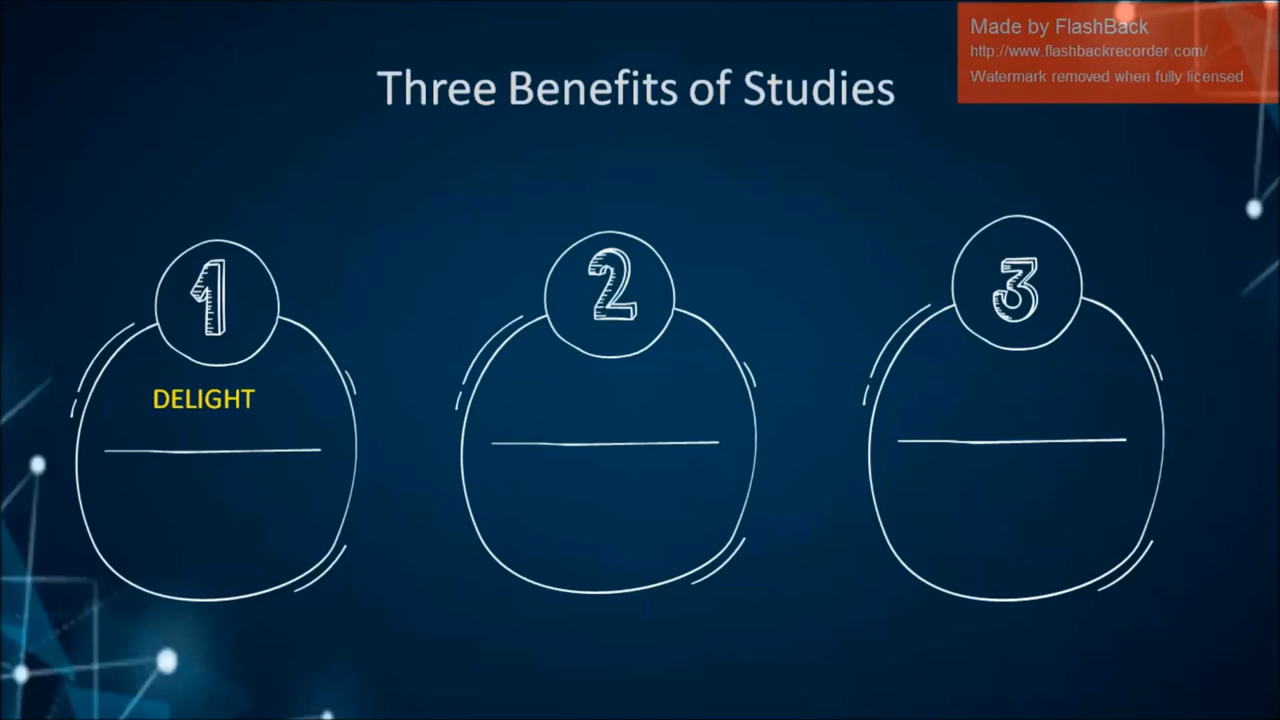 Made by FlashBack
http://www.flashbackrecorder.com/
Watermark removed when fully licensed
Three Benefits of Studies
1
2
3
DELIGHT